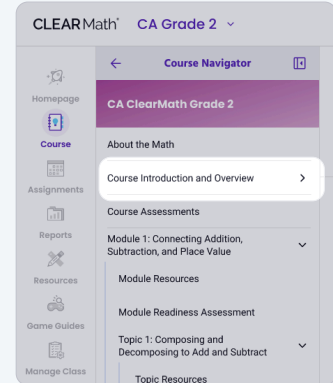 CLEARMath® CA Grade 2
Course Navigator
Homepage
Course
Assignments
Reports
Resources
Game Guides
Manage Class
CA ClearMath Grade 2
About the Math
Course Introduction and Overview
Course Assessments
Module 1: Connecting Addition,
Subtraction, and Place Value
Module Resources
Module Readiness Assessment
Topic 1: Composing and
Decomposing to Add and Subtract
Topic Resources